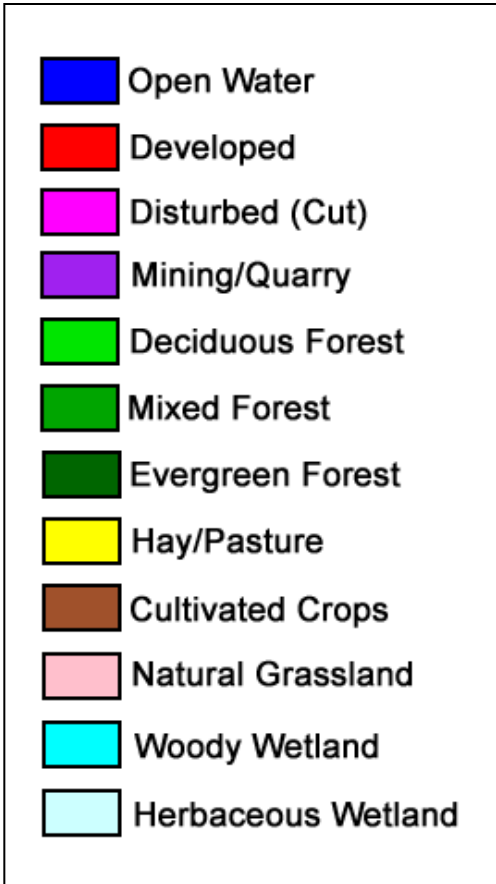 Open Water
Developed
Disturbed (Cut)
Mining/Quarry
Deciduous Forest
Mixed Forest
Evergreen Forest
Hay/Pasture
Cultivated Crops
Natural Grassland
Woody Wetland
Herbaceous Wetland